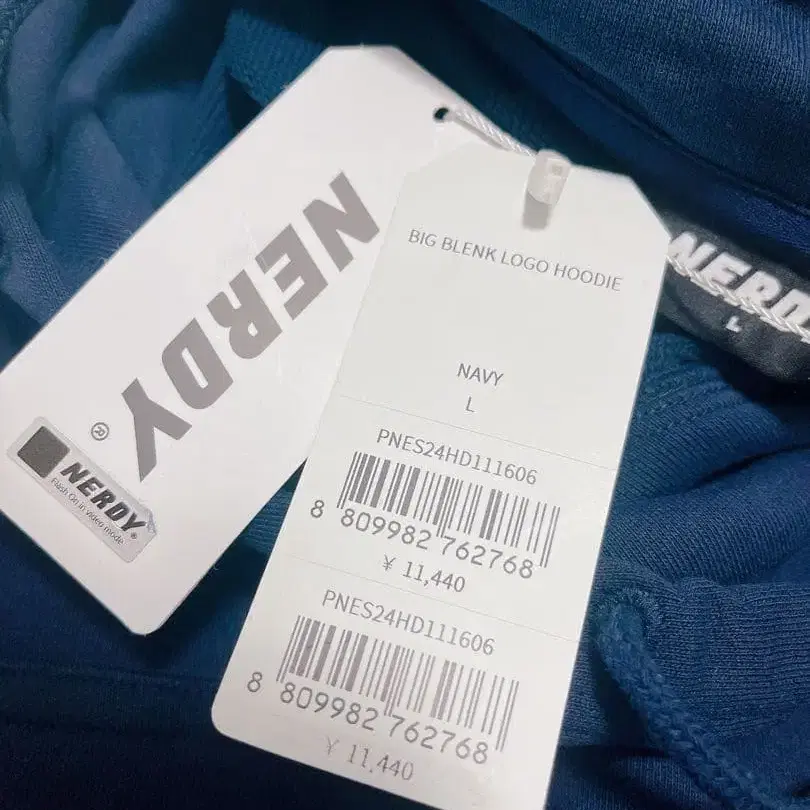 NERDY®
NERDY®
Flash On in video mode
BIG BLENK LOGO HOODIE
NAVY
L
PNES24HD111606
8 809982 762768
¥ 11,440
PNES24HD111606
8 809982 762768
¥ 11,440
NERDY
L